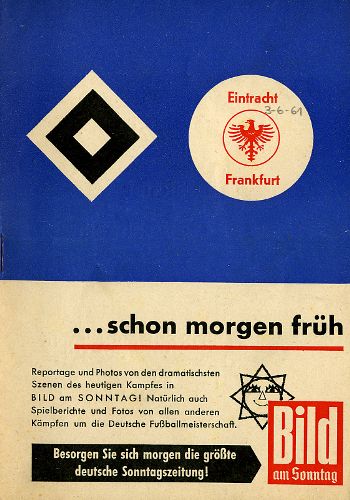 Eintracht
3-6-61
Frankfurt
...schon morgen früh
Reportage und Photos von den dramatischsten
Szenen des heutigen Kampfes in
BILD am SONNTAG! Natürlich auch
Spielberichte und Fotos von allen anderen
Kämpfen um die Deutsche Fußballmeisterschaft.
Besorgen Sie sich morgen die größte
deutsche Sonntagszeitung!
Bild
am Sonntag